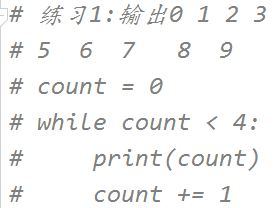 # 练习1:输出0 1 2 3
# 5 6 7 8 9
# count = 0
# while count < 4:
#     print(count)
#     count += 1